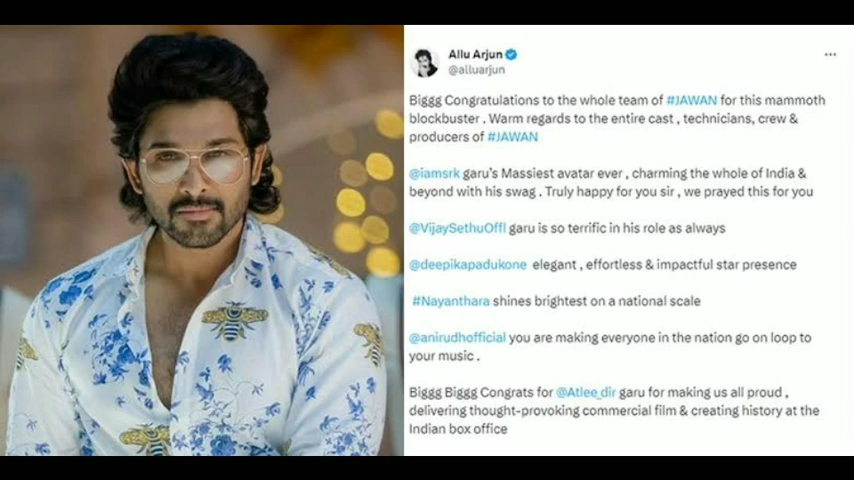 Allu Arjun
@alluarjun
Biggg Congratulations to the whole team of #JAWAN for this mammoth
blockbuster . Warm regards to the entire cast , technicians, crew &
producers of #JAWAN
@iamsrk garu's Massiest avatar ever , charming the whole of India &
beyond with his swag . Truly happy for you sir , we prayed this for you
@VijaySethuOffl garu is so terrific in his role as always
@deepikapadukone elegant , effortless & impactful star presence
#Nayanthara shines brightest on a national scale
@anirudhofficial you are making everyone in the nation go on loop to
your music .
Biggg Biggg Congrats for @Atlee_dir garu for making us all proud ,
delivering thought-provoking commercial film & creating history at the
Indian box office